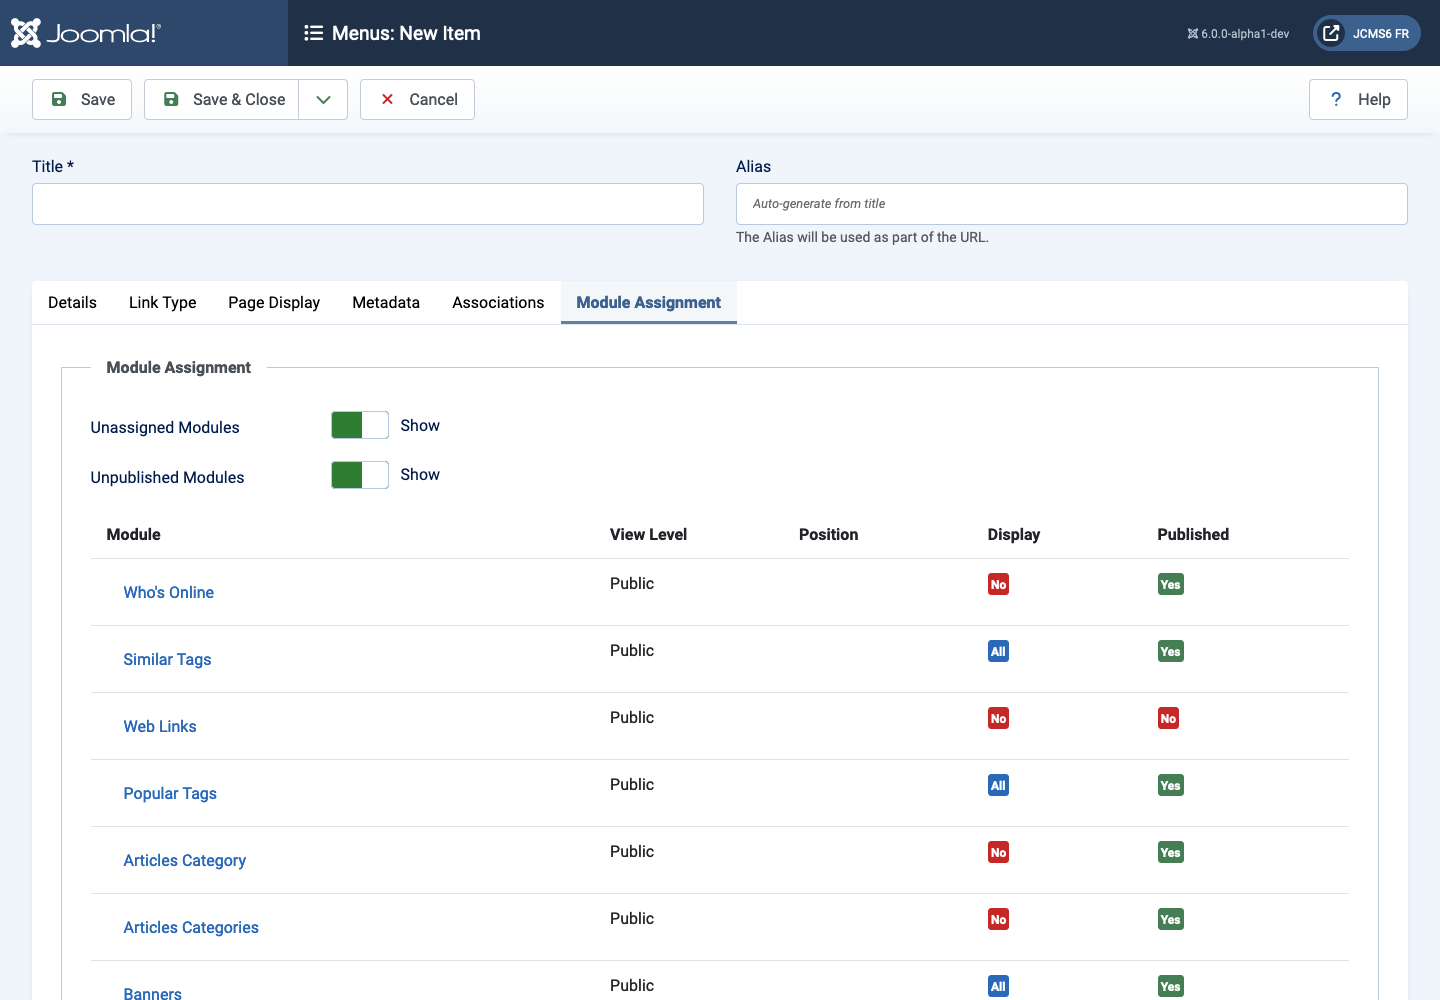 Joomla!®
Menus: New Item
6.0.0-alpha1-dev
JCMS6 FR
Save
Save & Close
Cancel
? Help
Title *
Alias
Auto-generate from title
The Alias will be used as part of the URL.
Details Link Type Page Display Metadata Associations Module Assignment
Module Assignment
Unassigned Modules Show
Unpublished Modules Show
Module View Level Position Display Published
Who's Online Public No Yes
Similar Tags Public All Yes
Web Links Public No No
Popular Tags Public All Yes
Articles Category Public No Yes
Articles Categories Public No Yes
Banners Public All Yes